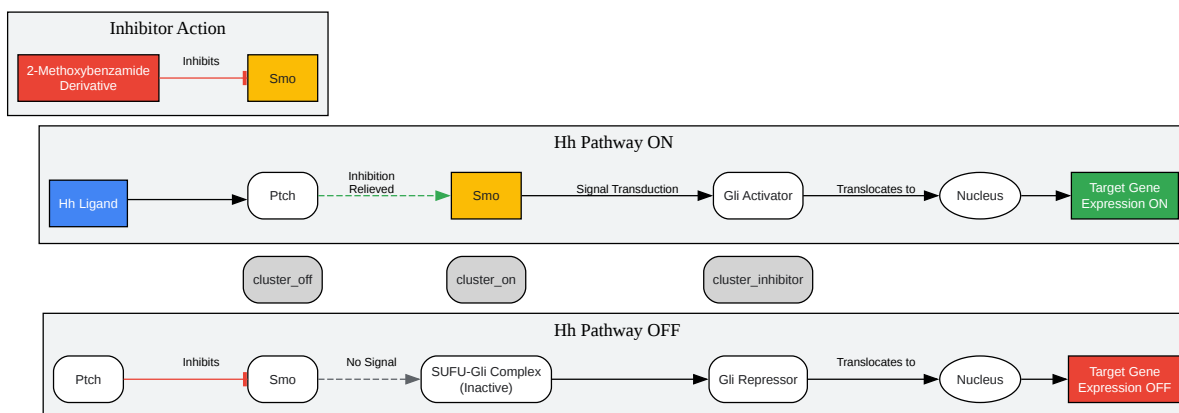 Inhibitor Action
2-Methoxybenzamide
Derivative
Inhibits
Smo
Hh Pathway ON
Hh Ligand
Ptch
Inhibition
Relieved
Smo
Signal Transduction
Gli Activator
Translocates to
Nucleus
Target Gene
Expression ON
cluster_off
cluster_on
cluster_inhibitor
Hh Pathway OFF
Ptch
Inhibits
Smo
No Signal
SUFU-Gli Complex
(Inactive)
Gli Repressor
Translocates to
Nucleus
Target Gene
Expression OFF